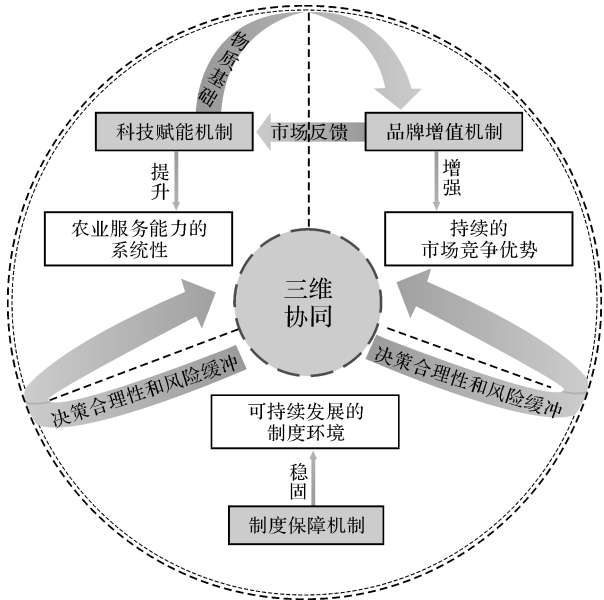 物质基础
科技赋能机制
市场反馈
品牌增值机制
提升
增强
农业服务能力的
系统性
持续的
市场竞争优势
三维
协同
决策合理性和风险缓冲
决策合理性和风险缓冲
可持续发展的
制度环境
稳固
制度保障机制